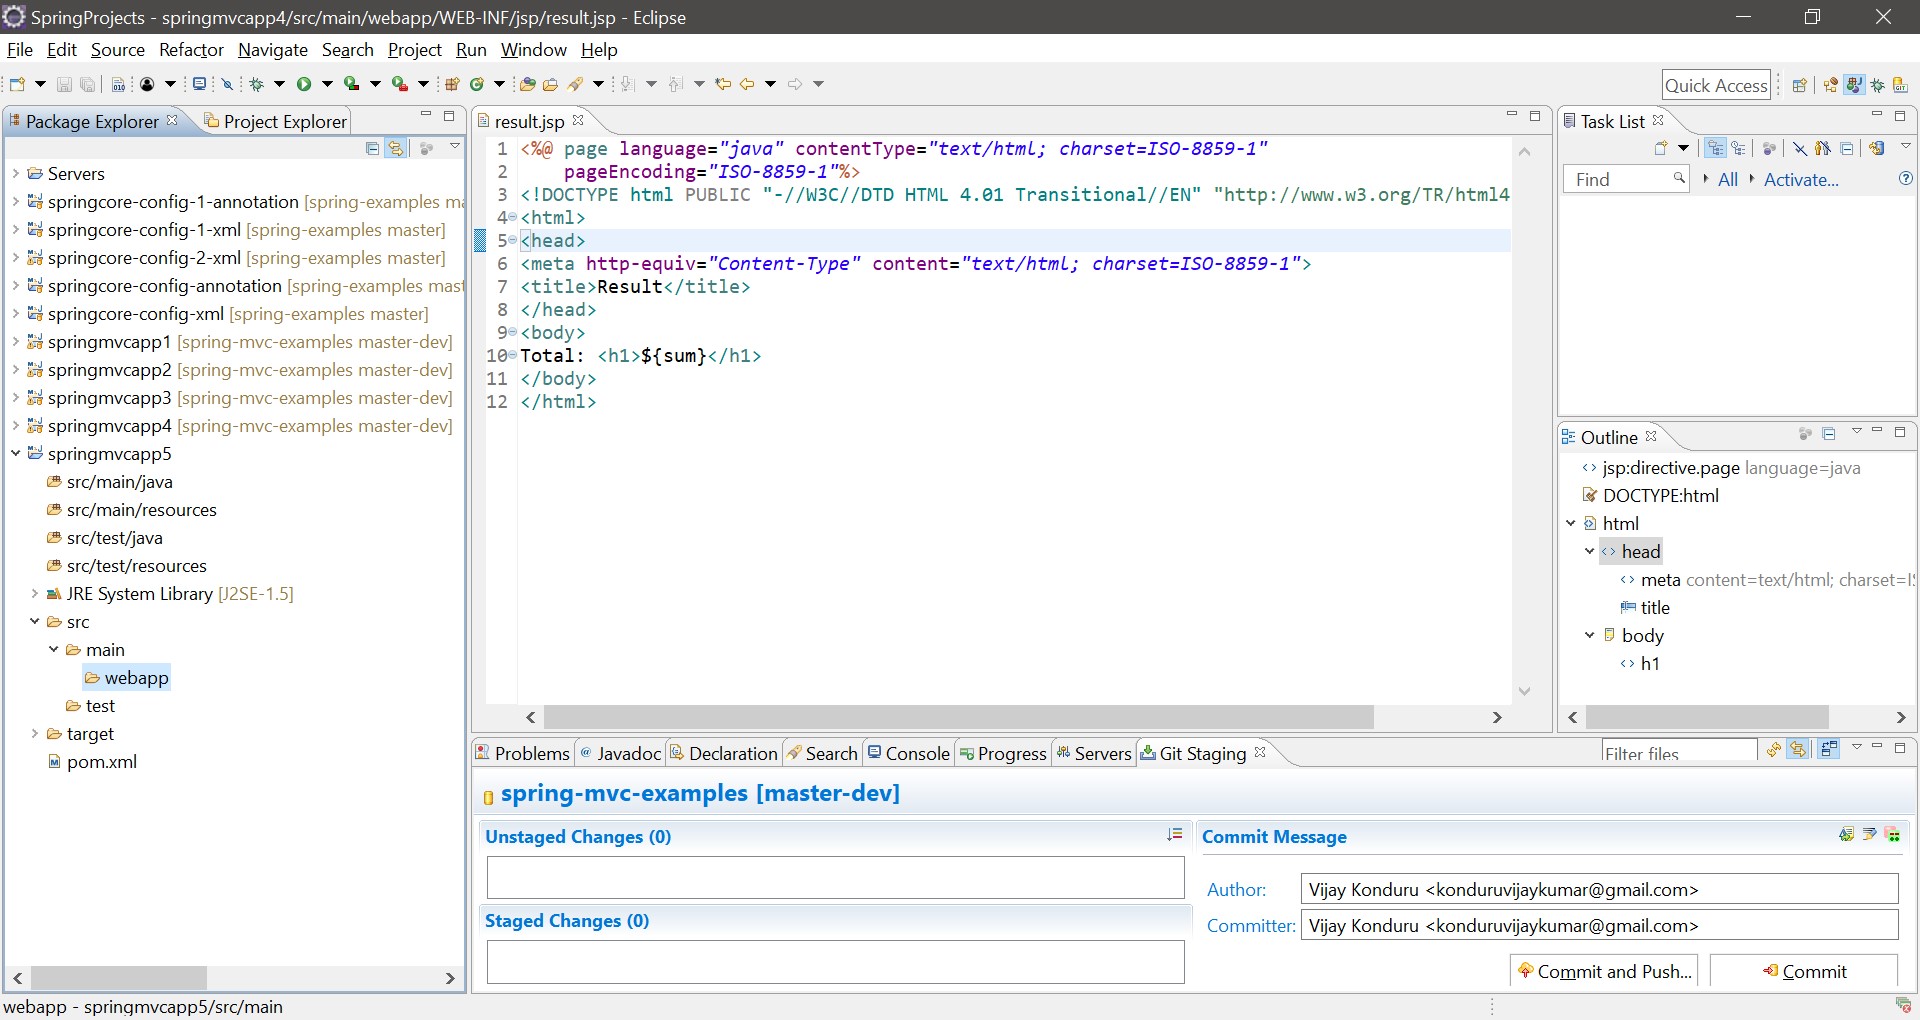 SpringProjects - springmvcapp4/src/main/webapp/WEB-INF/jsp/result.jsp - Eclipse
File Edit Source Refactor Navigate Search Project Run Window Help
Quick Access
Package Explorer
Project Explorer
Servers
springcore-config-1-annotation [spring-examples ma
springcore-config-1-xml [spring-examples master]
springcore-config-2-xml [spring-examples master]
springcore-config-annotation [spring-examples mast
springcore-config-xml [spring-examples master]
springmvcapp1 [spring-mvc-examples master-dev]
springmvcapp2 [spring-mvc-examples master-dev]
springmvcapp3 [spring-mvc-examples master-dev]
springmvcapp4 [spring-mvc-examples master-dev]
springmvcapp5
src/main/java
src/main/resources
src/test/java
src/test/resources
JRE System Library [J2SE-1.5]
src
main
webapp
test
target
pom.xml
result.jsp
1 <%@ page language="java" contentType="text/html; charset=ISO-8859-1"
2 pageEncoding="ISO-8859-1"%>
3 <!DOCTYPE html PUBLIC "-//W3C//DTD HTML 4.01 Transitional//EN" "http://www.w3.org/TR/html4
4 <html>
5 <head>
6 <meta http-equiv="Content-Type" content="text/html; charset=ISO-8859-1">
7 <title>Result</title>
8 </head>
9 <body>
10 Total: <h1>${sum}</h1>
11 </body>
12 </html>
Task List
Find
All
Activate...
Outline
jsp:directive.page language=java
DOCTYPE:html
html
head
meta content=text/html; charset=IS
title
body
h1
Problems @ Javadoc Declaration Search Console Progress Servers Git Staging
Filter files
spring-mvc-examples [master-dev]
Unstaged Changes (0)
Staged Changes (0)
Commit Message
Author: Vijay Konduru <konduruvijaykumar@gmail.com>
Committer: Vijay Konduru <konduruvijaykumar@gmail.com>
Commit and Push...
Commit
webapp - springmvcapp5/src/main